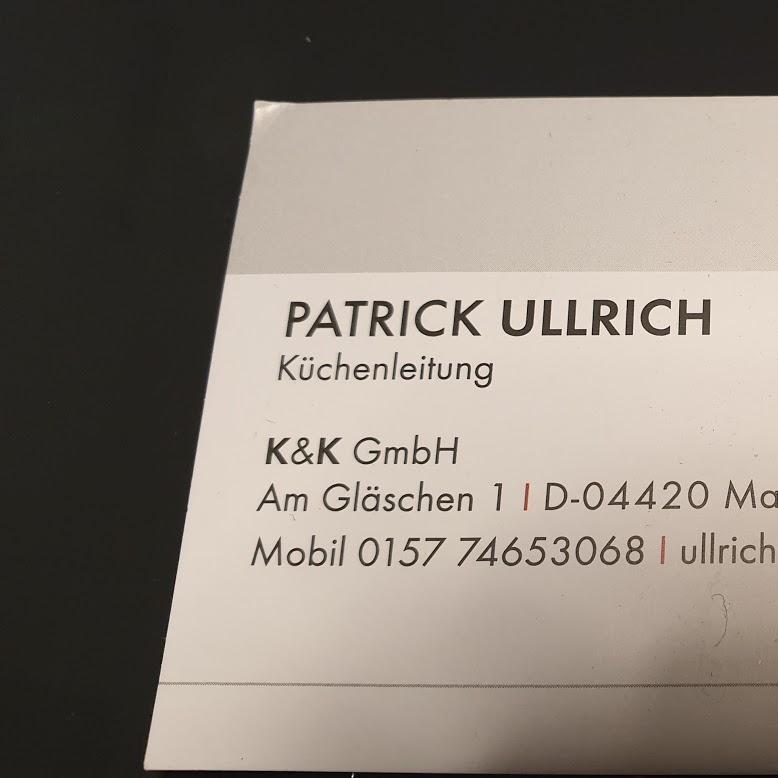 PATRICK ULLRICH
Küchenleitung
K&K GmbH
Am Gläschen 1 | D-04420 Ma
Mobil 0157 74653068 | ullrich